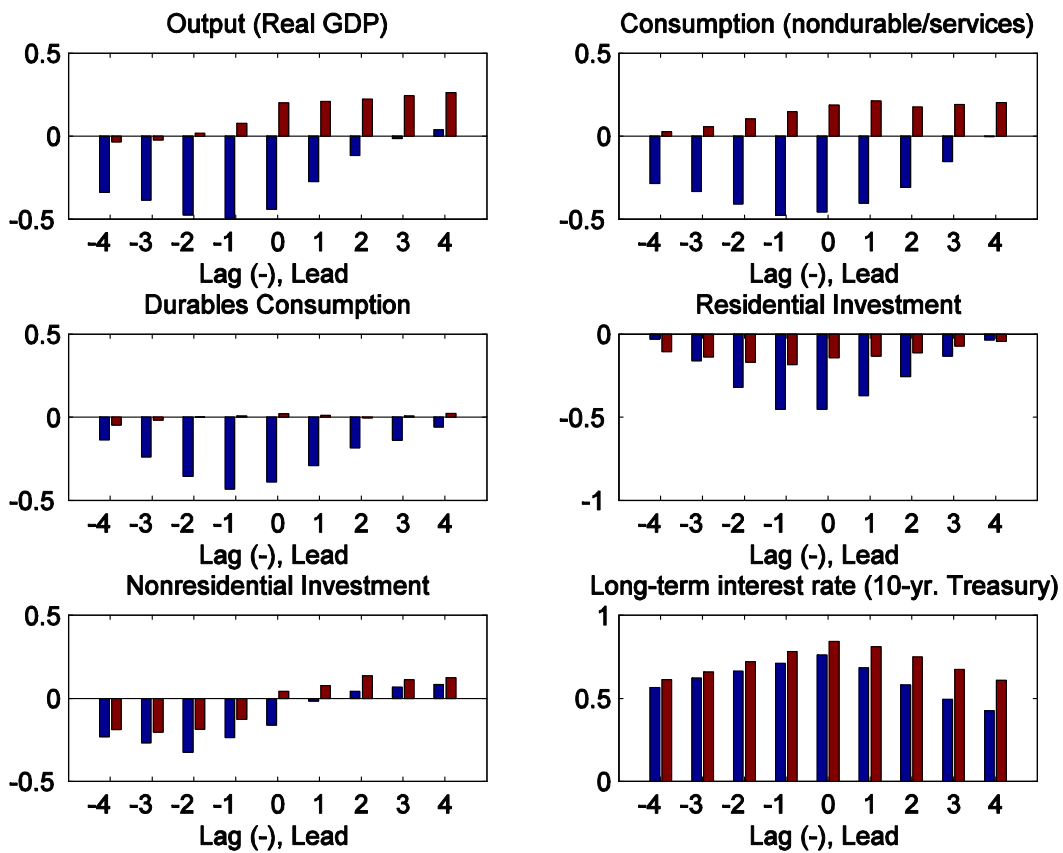 Output (Real GDP)
0.5
0
-0.5
-4 -3 -2 -1 0 1 2 3 4
Lag (-), Lead
Consumption (nondurable/services)
0.5
0
-0.5
-4 -3 -2 -1 0 1 2 3 4
Lag (-), Lead
Durables Consumption
0.5
0
-0.5
-4 -3 -2 -1 0 1 2 3 4
Lag (-), Lead
Residential Investment
0
-0.5
-1
-4 -3 -2 -1 0 1 2 3 4
Lag (-), Lead
Nonresidential Investment
0.5
0
-0.5
-4 -3 -2 -1 0 1 2 3 4
Lag (-), Lead
Long-term interest rate (10-yr. Treasury)
1
0.5
0
-4 -3 -2 -1 0 1 2 3 4
Lag (-), Lead